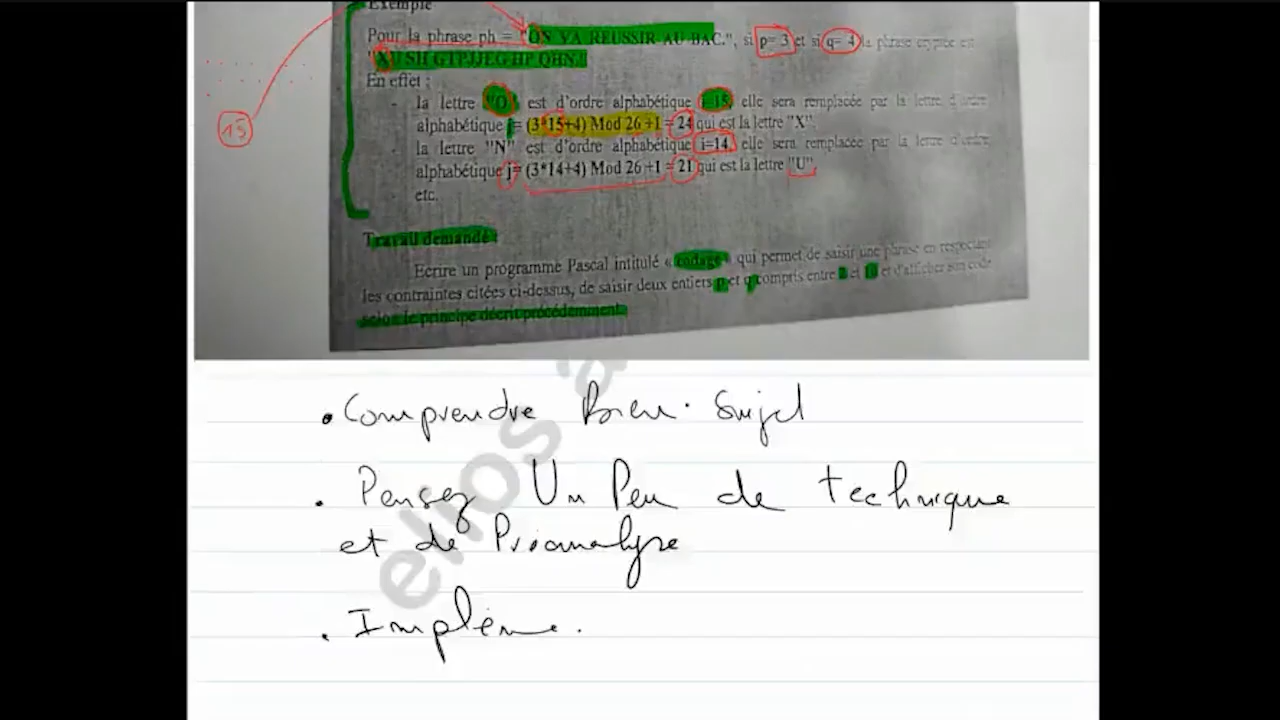 Exemple
Pour la phrase ph = "ON VA REUSSIR AU BAC.", si p= 3 et si q= 4 la phrase cryptée est
"XU SH GTPJJEG HP QHN.
En effet :
15
- la lettre "O" est d'ordre alphabétique i=15, elle sera remplacée par la lettre d'ordre
alphabétique j= (3*15+4) Mod 26 +1 = 24 qui est la lettre "X".
- la lettre "N" est d'ordre alphabétique i=14, elle sera remplacée par la lettre d'ordre
alphabétique j= (3*14+4) Mod 26 +1 = 21 qui est la lettre "U".
- etc.
Travail demandé :
Ecrire un programme Pascal intitulé « codage » qui permet de saisir une phrase en respectant
les contraintes citées ci-dessus, de saisir deux entiers p et q compris entre et et d'afficher son code
selon le principe décrit précédemment.
• Comprendre Bien Sujet
• Pensez Un Peu de technique
et de Préanalyse
• Impléme.
elios